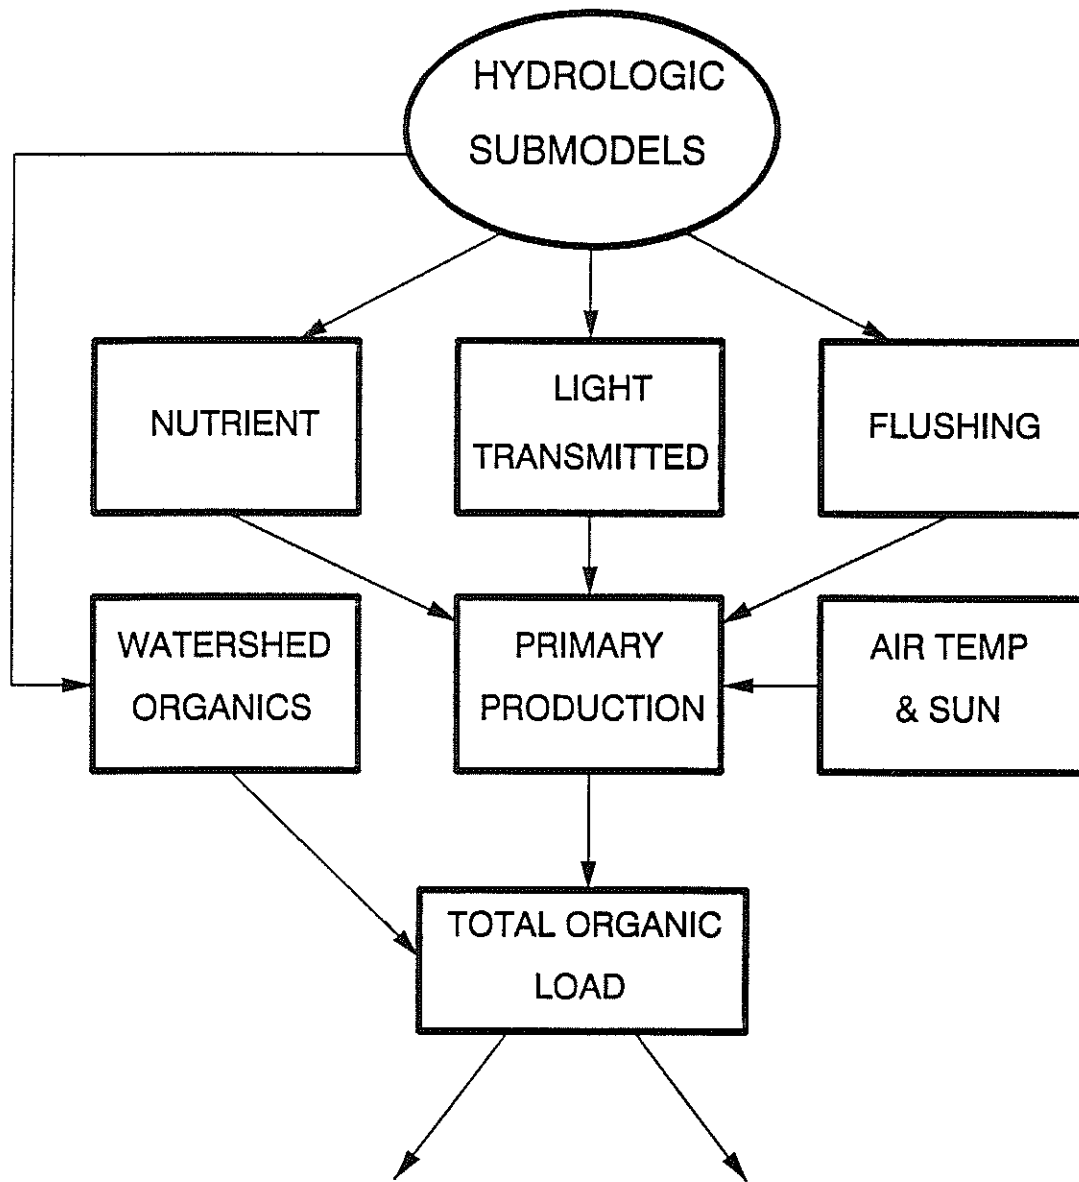 HYDROLOGIC
SUBMODELS
NUTRIENT
LIGHT
TRANSMITTED
FLUSHING
WATERSHED
ORGANICS
PRIMARY
PRODUCTION
AIR TEMP
& SUN
TOTAL ORGANIC
LOAD